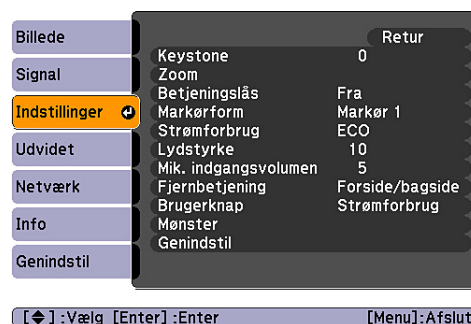 Billede
Signal
Indstillinger
Udvidet
Netværk
Info
Genindstil
Retur
Keystone 0
Zoom
Betjeningslås Fra
Markørform Markør 1
Strømforbrug ECO
Lydstyrke 10
Mik. indgangsvolumen 5
Fjernbetjening Forside/bagside
Brugerknap Strømforbrug
Mønster
Genindstil
[◆] :Vælg [Enter] :Enter [Menu]:Afslut